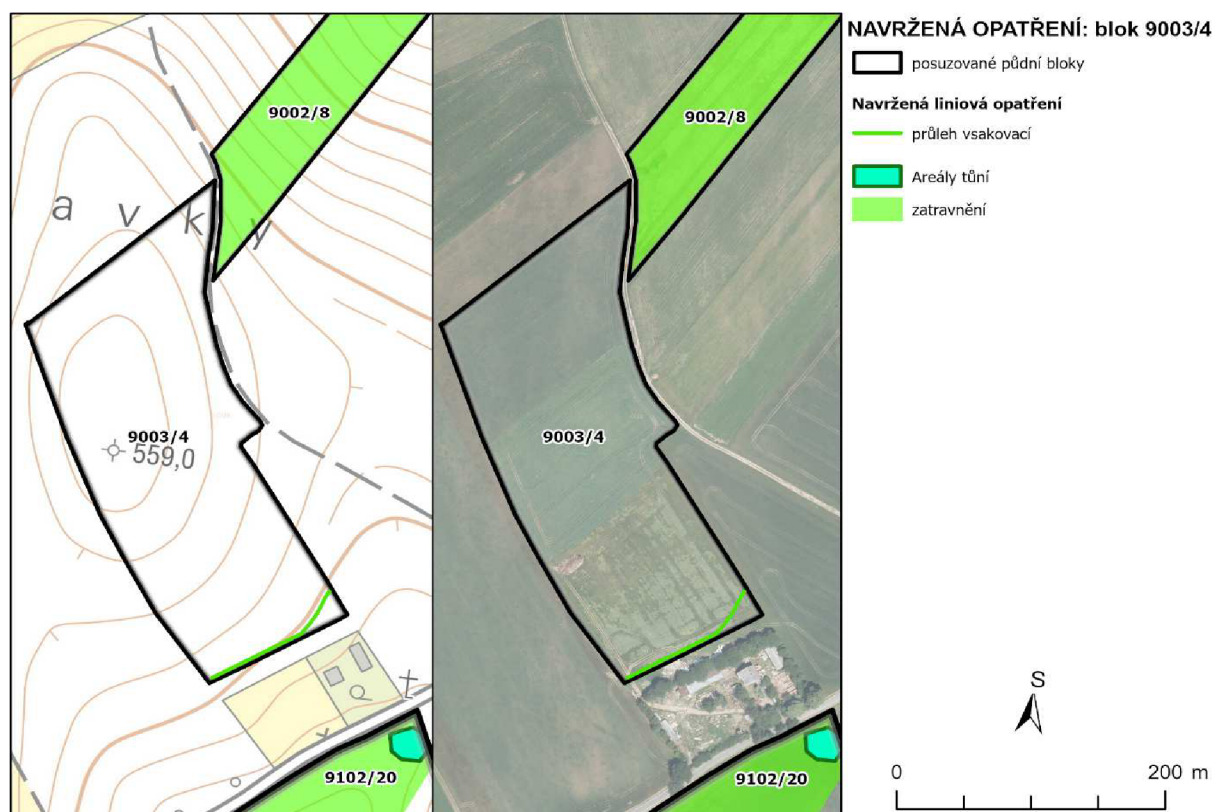 9002/8
a v k y
9003/4
559,0
t
p
y
o
9102/20
9002/8
9003/4
9102/20
NAVRŽENÁ OPATŘENÍ: blok 9003/4
posuzované půdní bloky
Navržená liniová opatření
průleh vsakovací
Areály tůní
zatravnění
S
0 200 m